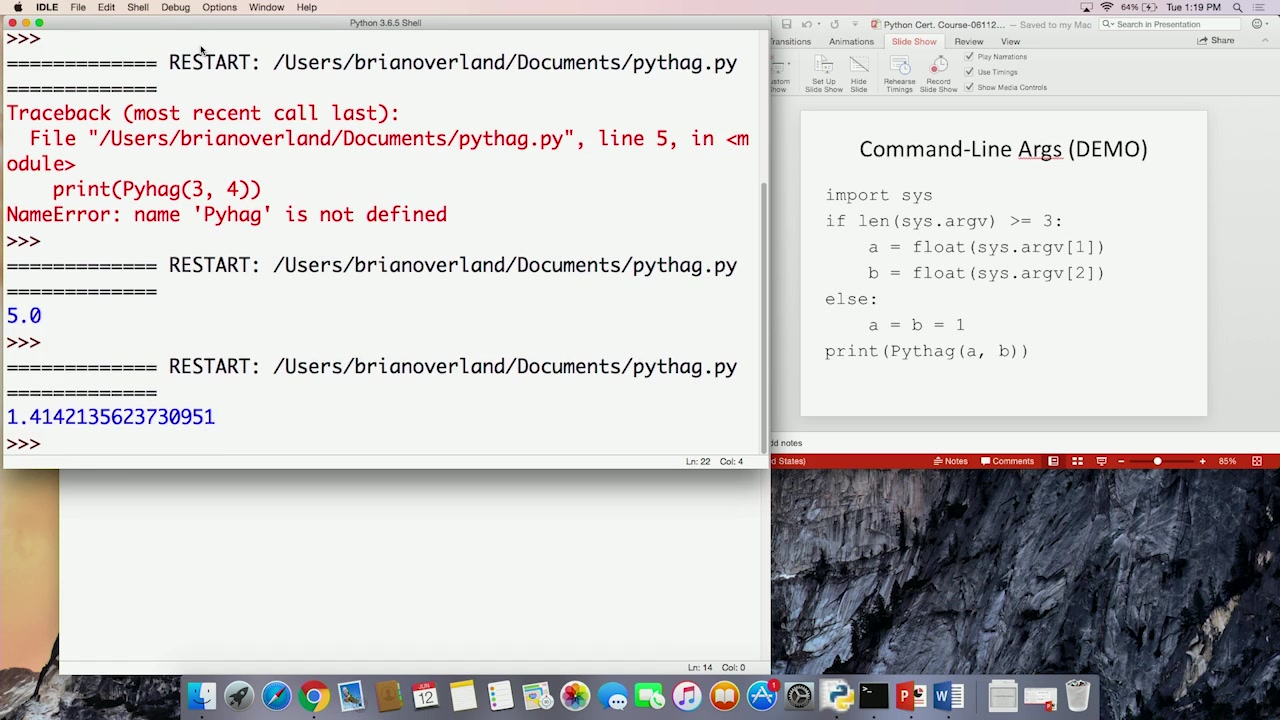 IDLE File Edit Shell Debug Options Window Help
64% Tue 1:19 PM
Python 3.6.5 Shell
>>>
============= RESTART: /Users/brianoverland/Documents/pythag.py
=============
Traceback (most recent call last):
File "/Users/brianoverland/Documents/pythag.py", line 5, in <m
odule>
print(Pyhag(3, 4))
NameError: name 'Pyhag' is not defined
>>>
============= RESTART: /Users/brianoverland/Documents/pythag.py
=============
5.0
>>>
============= RESTART: /Users/brianoverland/Documents/pythag.py
=============
1.4142135623730951
>>>
Ln: 22 Col: 4
Ln: 14 Col: 0
Python Cert. Course-06112... — Saved to my Mac
Search in Presentation
Transitions Animations Slide Show Review View
Share
Set Up
Slide Show
Hide
Slide
Rehearse
Timings
Record
Slide Show
Play Narrations
Use Timings
Show Media Controls
Command-Line Args (DEMO)
import sys
if len(sys.argv) >= 3:
a = float(sys.argv[1])
b = float(sys.argv[2])
else:
a = b = 1
print(Pythag(a, b))
dd notes
d States)
Notes Comments
85%
JUN
12
1